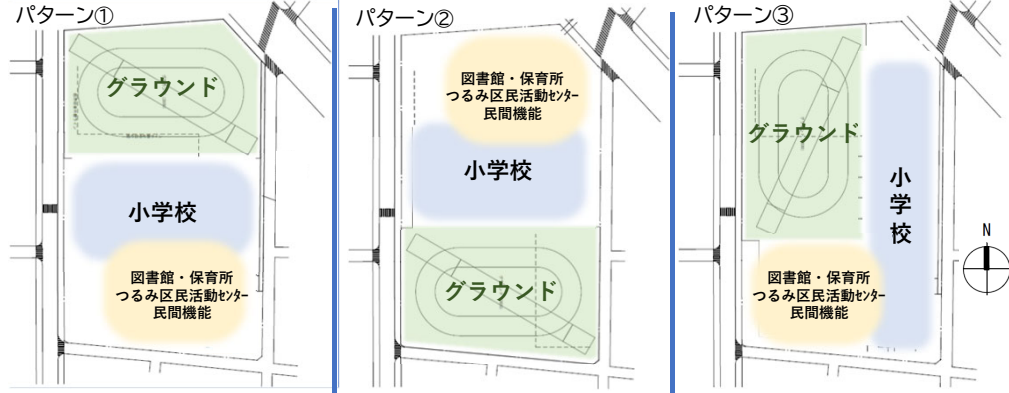 パターン①
グラウンド
小学校
図書館・保育所
つるみ区民活動センター
民間機能
パターン②
図書館・保育所
つるみ区民活動センター
民間機能
小学校
グラウンド
パターン③
グラウンド
小学校
図書館・保育所
つるみ区民活動センター
民間機能
N